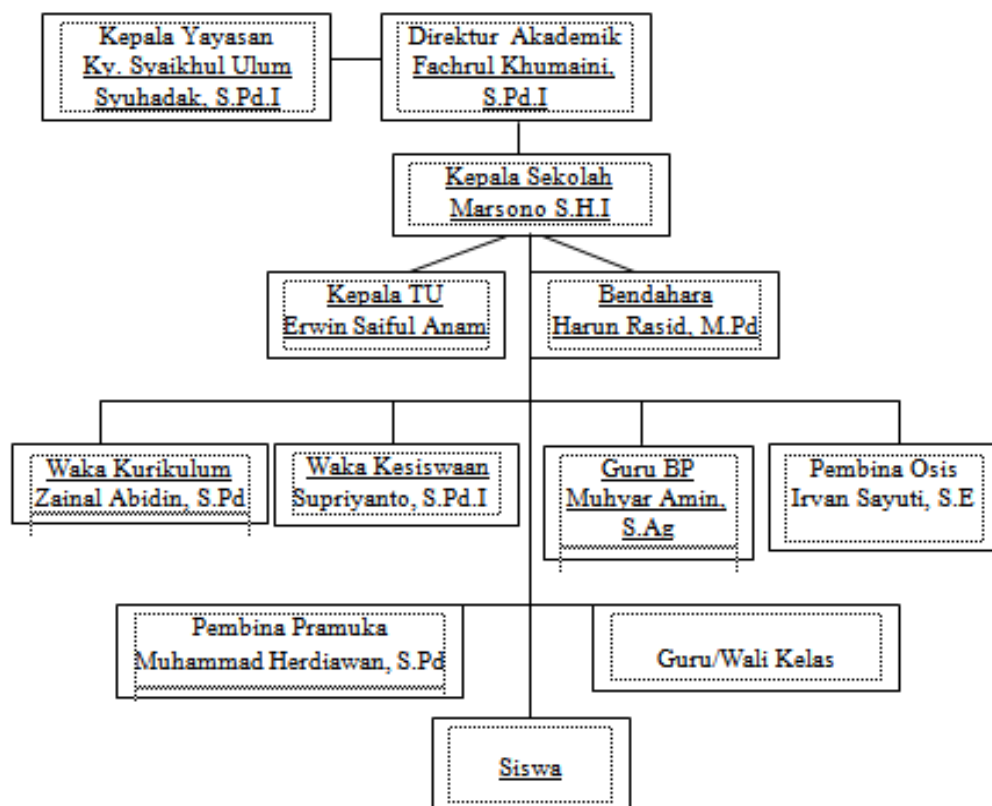 Kepala Yayasan
Ky. Syaikhul Ulum
Syuhadak, S.Pd.I
Direktur Akademik
Fachrul Khumaini,
S.Pd.I
Kepala Sekolah
Marsono S.H.I
Kepala TU
Erwin Saiful Anam
Bendahara
Harun Rasid, M.Pd
Waka Kurikulum
Zainal Abidin, S.Pd
Waka Kesiswaan
Supriyanto, S.Pd.I
Guru BP
Muhyar Amin,
S.Ag
Pembina Osis
Irvan Sayuti, S.E
Pembina Pramuka
Muhammad Herdiawan, S.Pd
Guru/Wali Kelas
Siswa